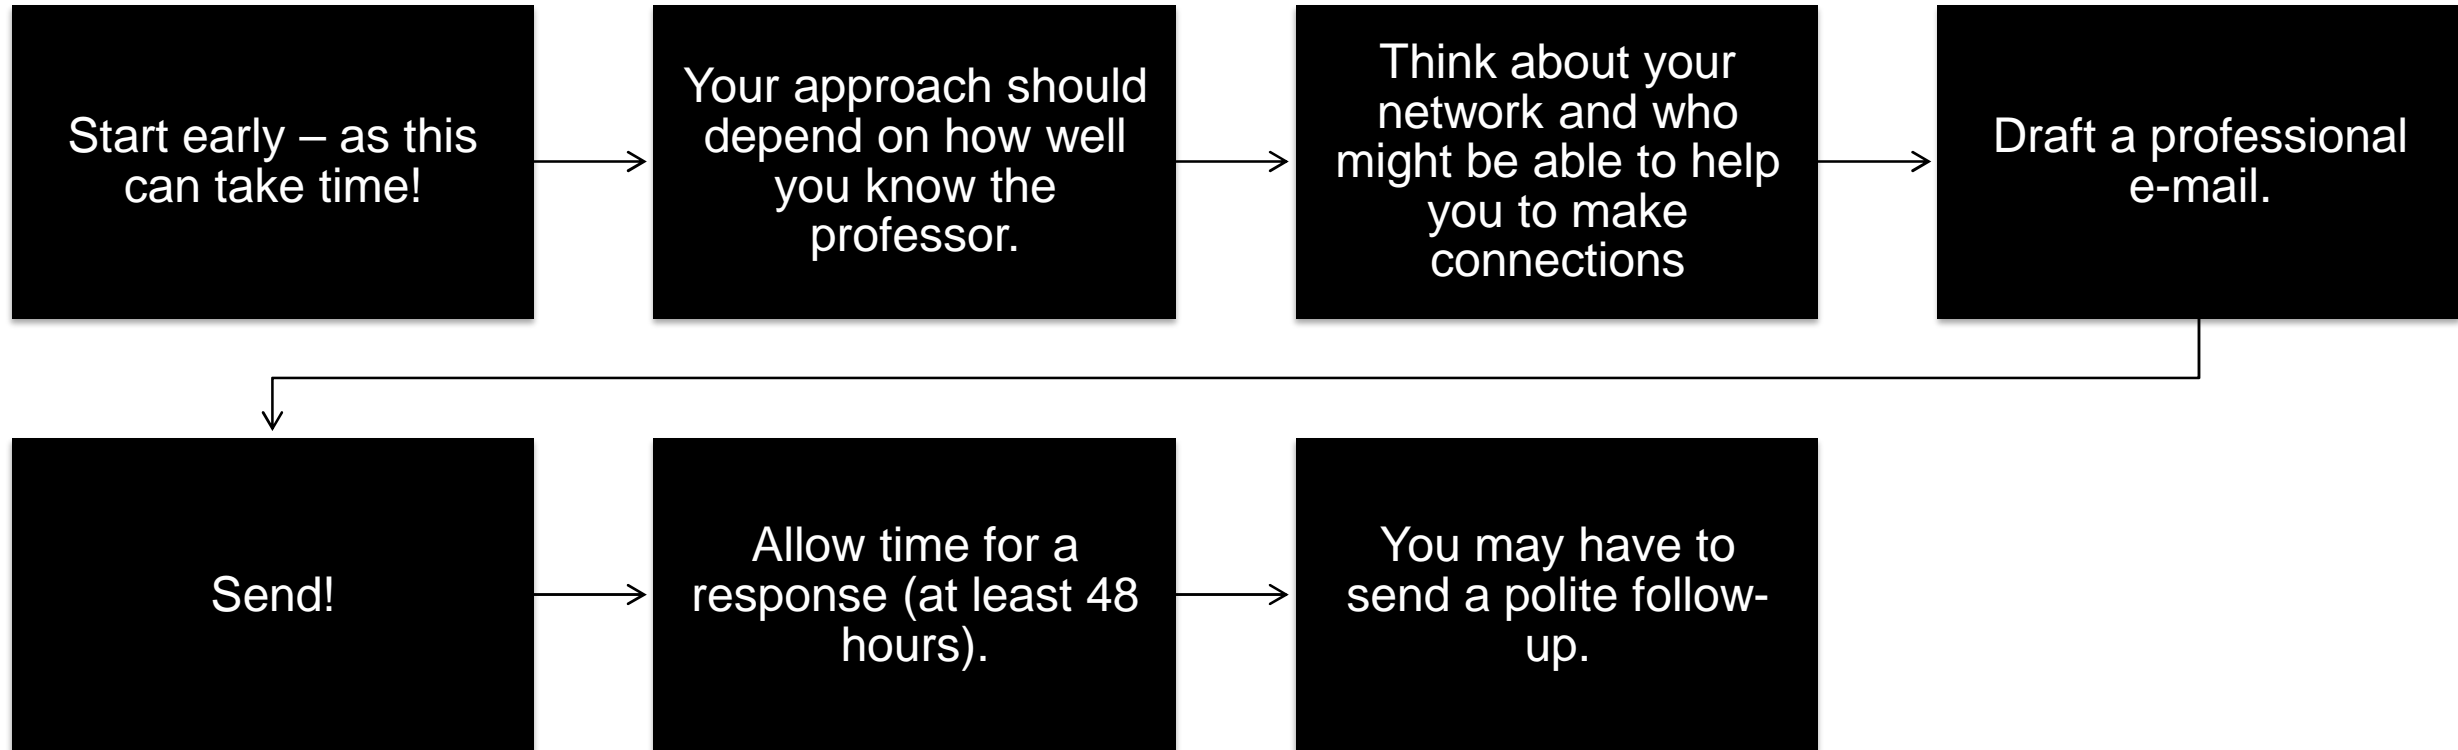 Start early – as this
can take time!
Your approach should
depend on how well
you know the
professor.
Think about your
network and who
might be able to help
you to make
connections
Draft a professional
e-mail.
Send!
Allow time for a
response (at least 48
hours).
You may have to
send a polite follow-
up.